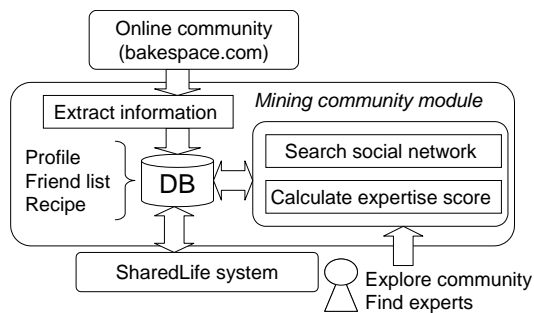 Online community
(bakespace.com)
Mining community module
Extract information
Profile
Friend list
Recipe
DB
Search social network
Calculate expertise score
SharedLife system
Explore community
Find experts